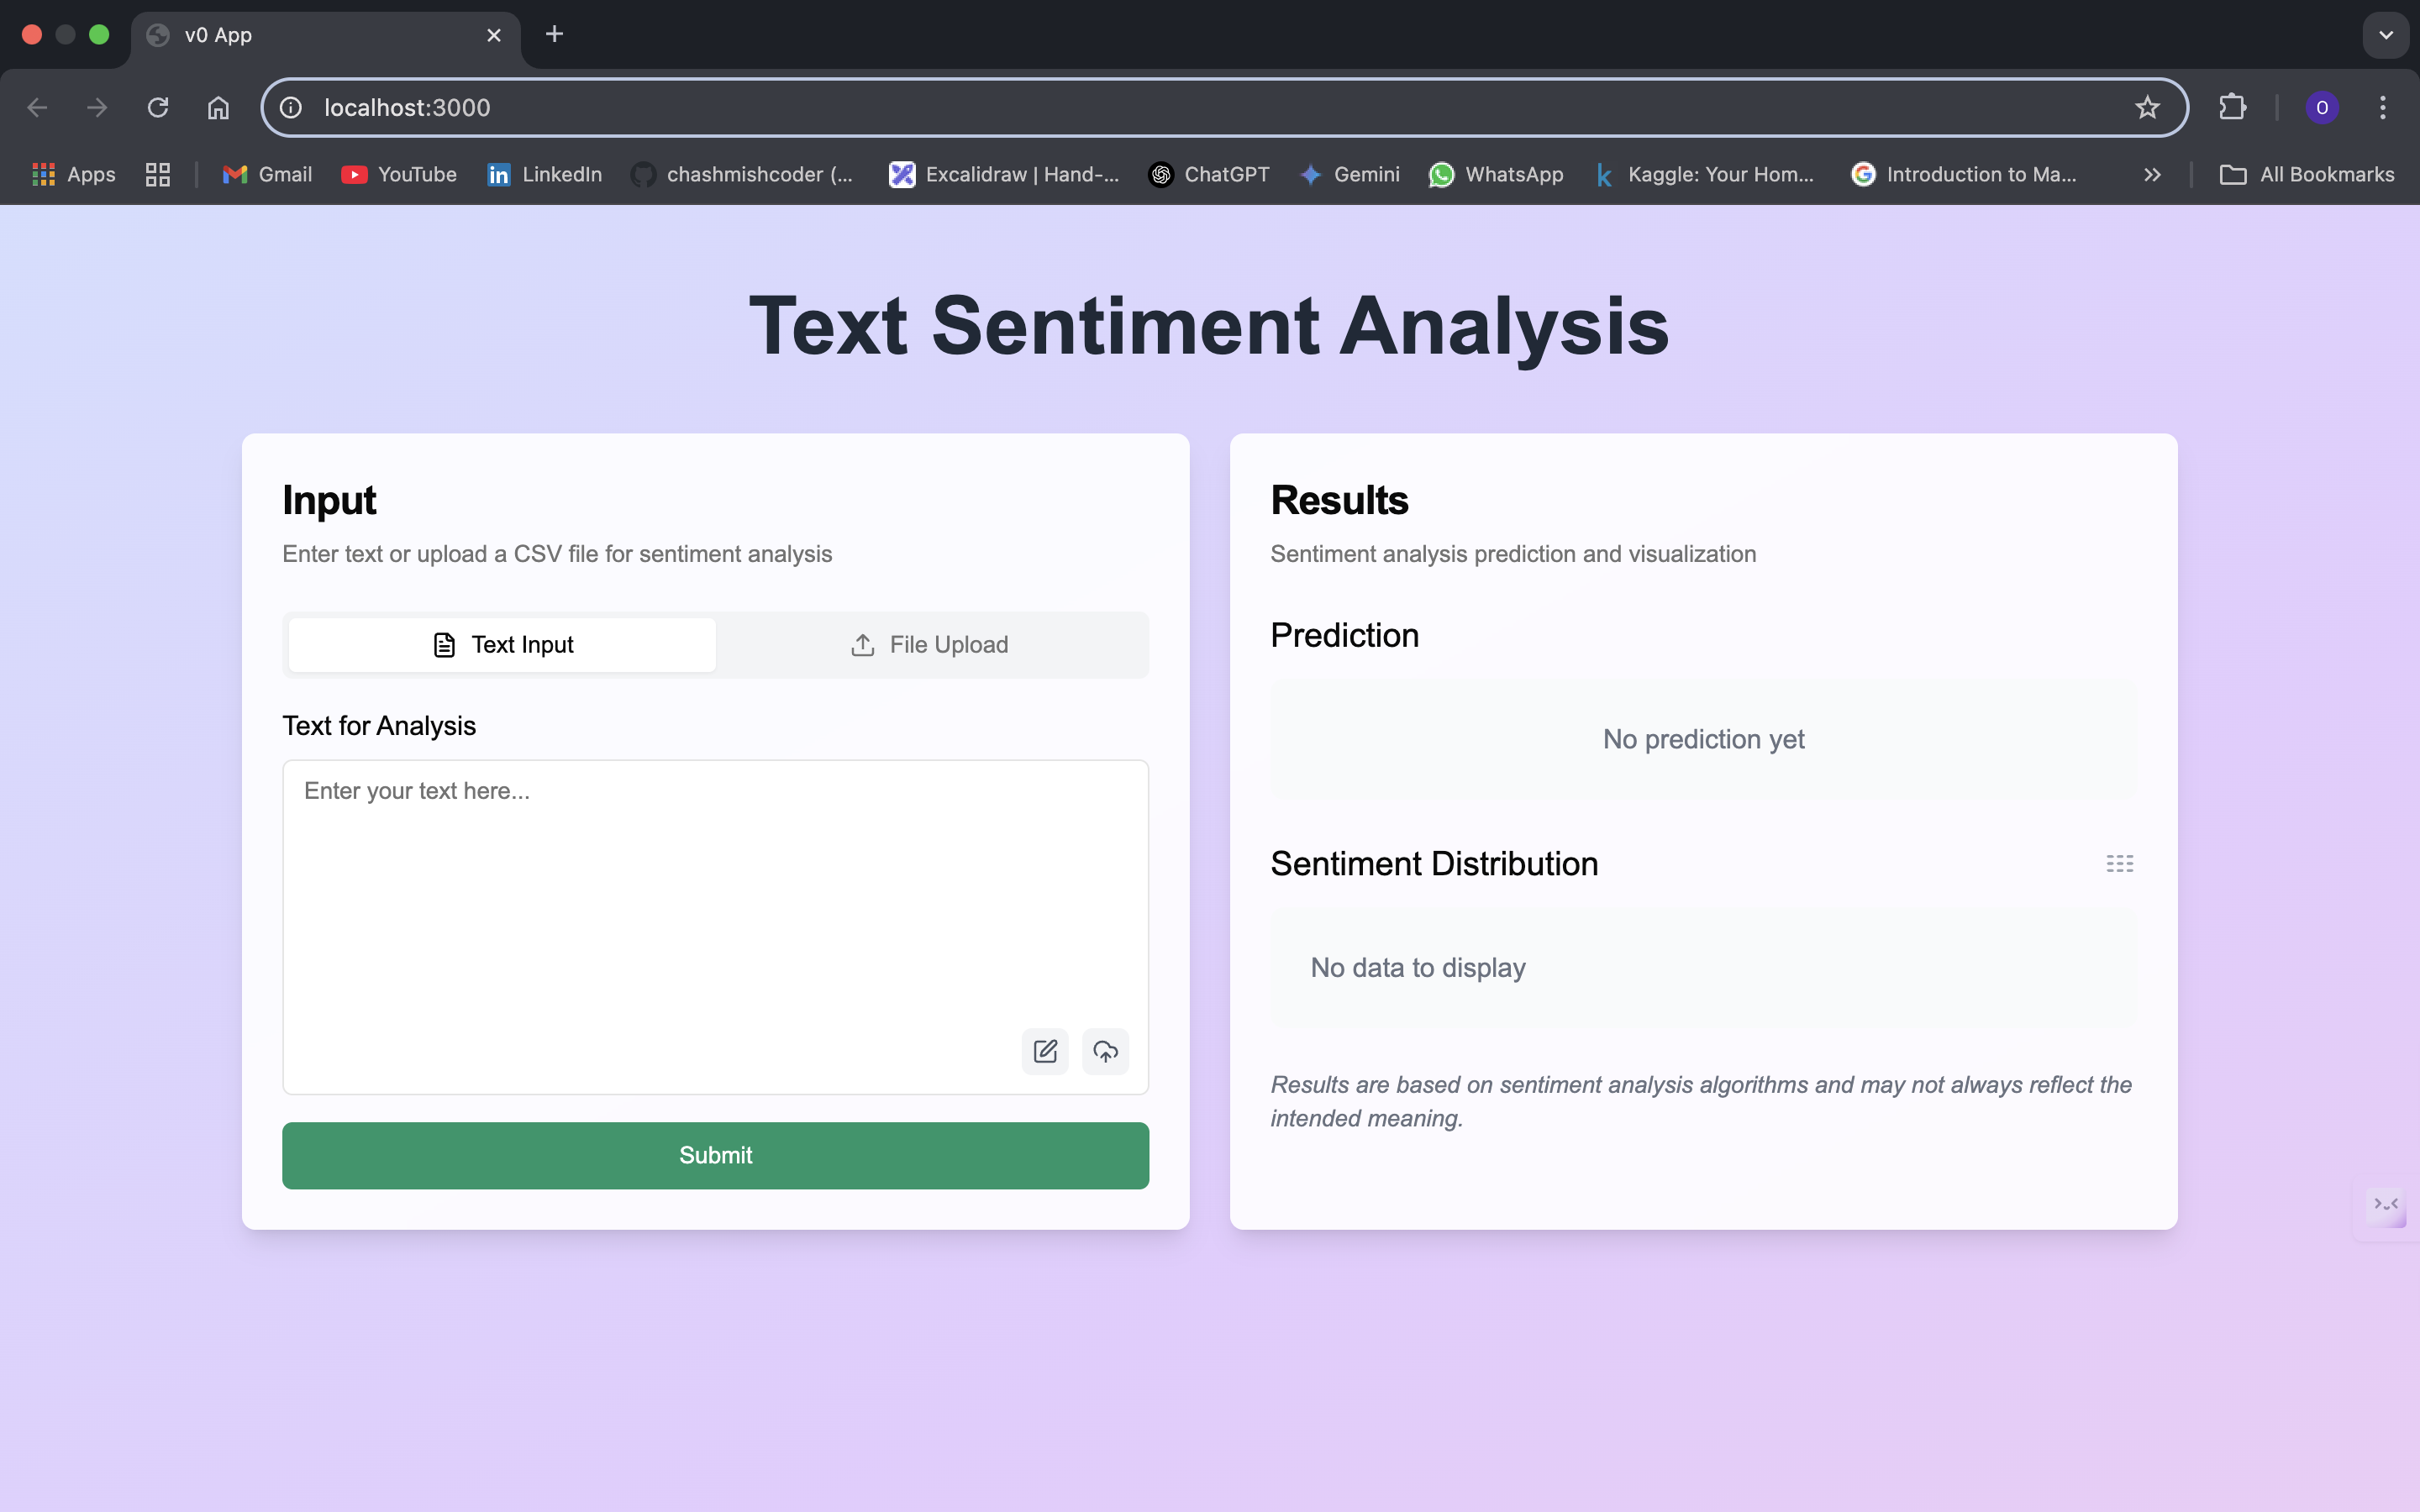 v0 App
localhost:3000
O
Apps
Gmail
YouTube
LinkedIn
chashmishcoder (...
Excalidraw | Hand-...
ChatGPT
Gemini
WhatsApp
Kaggle: Your Hom...
Introduction to Ma...
All Bookmarks
Text Sentiment Analysis
Input
Enter text or upload a CSV file for sentiment analysis
Text Input
File Upload
Text for Analysis
Enter your text here...
Submit
Results
Sentiment analysis prediction and visualization
Prediction
No prediction yet
Sentiment Distribution
No data to display
Results are based on sentiment analysis algorithms and may not always reflect the
intended meaning.